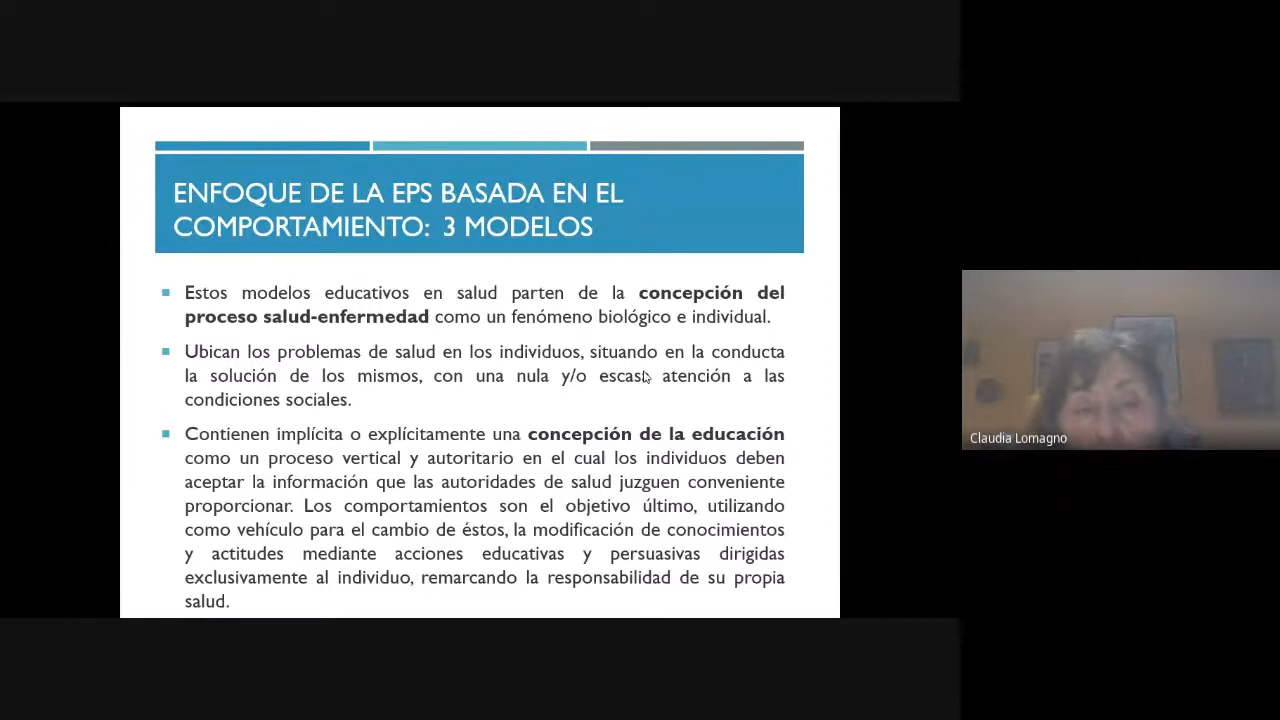 ENFOQUE DE LA EPS BASADA EN EL
COMPORTAMIENTO: 3 MODELOS
Estos modelos educativos en salud parten de la concepción del
proceso salud-enfermedad como un fenómeno biológico e individual.
Ubican los problemas de salud en los individuos, situando en la conducta
la solución de los mismos, con una nula y/o escasa atención a las
condiciones sociales.
Contienen implícita o explícitamente una concepción de la educación
como un proceso vertical y autoritario en el cual los individuos deben
aceptar la información que las autoridades de salud juzguen conveniente
proporcionar. Los comportamientos son el objetivo último, utilizando
como vehículo para el cambio de éstos, la modificación de conocimientos
y actitudes mediante acciones educativas y persuasivas dirigidas
exclusivamente al individuo, remarcando la responsabilidad de su propia
salud.
Claudia Lomagno